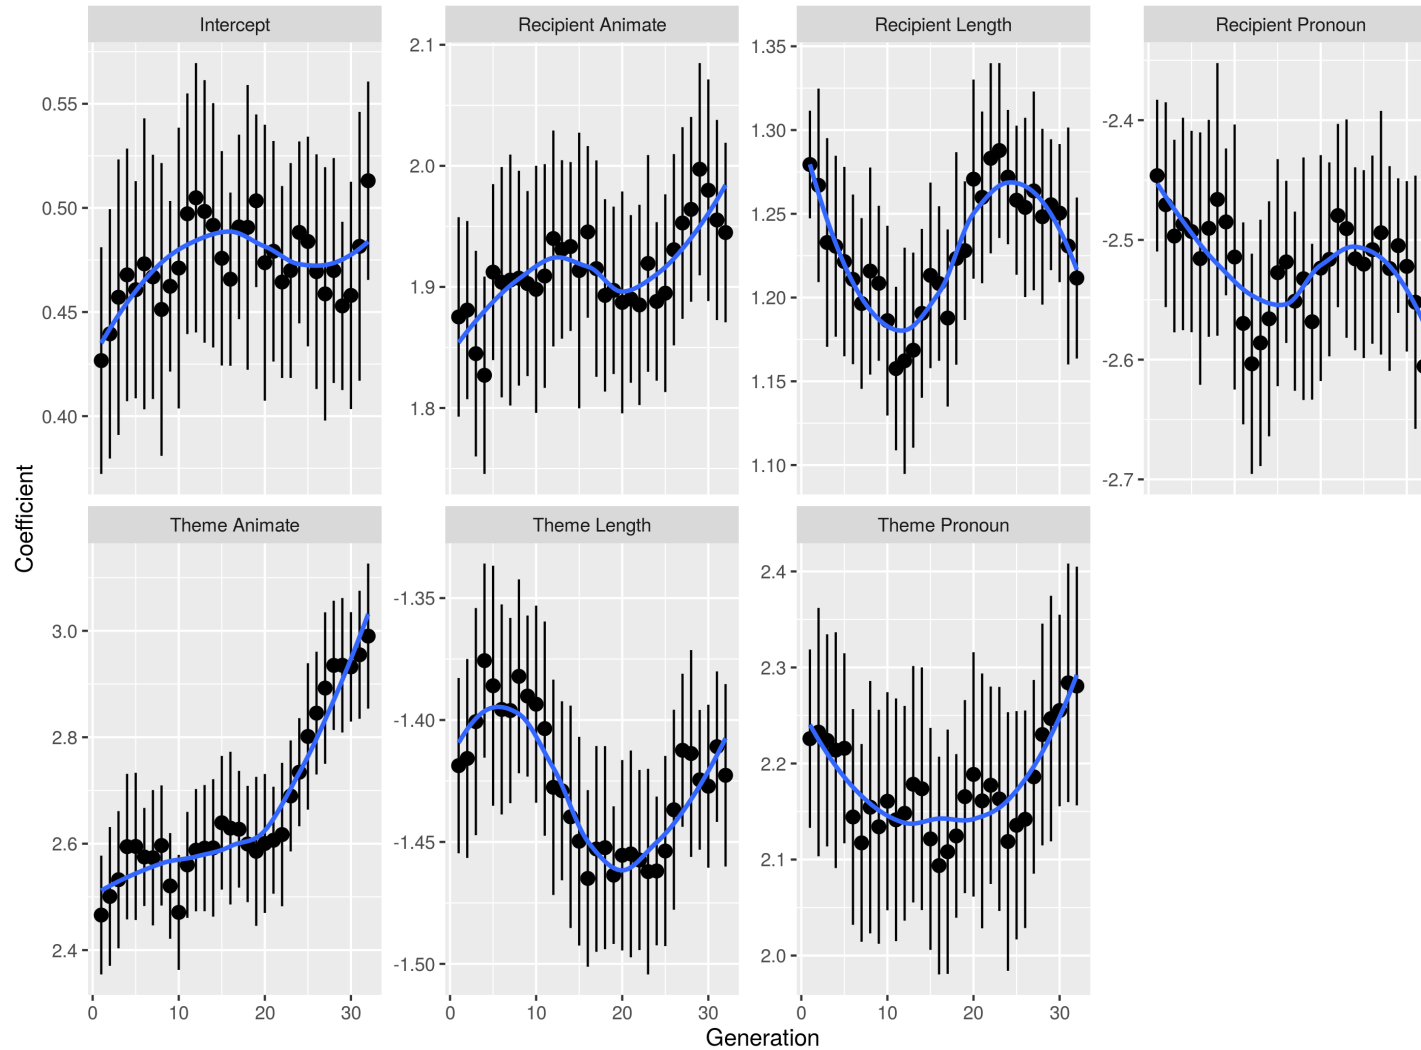 Intercept
Recipient Animate
Recipient Length
Recipient Pronoun
0.55
0.50
0.45
0.40
2.1
2.0
1.9
1.8
1.35
1.30
1.25
1.20
1.15
1.10
-2.4
-2.5
-2.6
-2.7
Coefficient
Theme Animate
Theme Length
Theme Pronoun
3.0
2.8
2.6
2.4
-1.35
-1.40
-1.45
-1.50
2.4
2.3
2.2
2.1
2.0
0 10 20 30
0 10 20 30
0 10 20 30
Generation